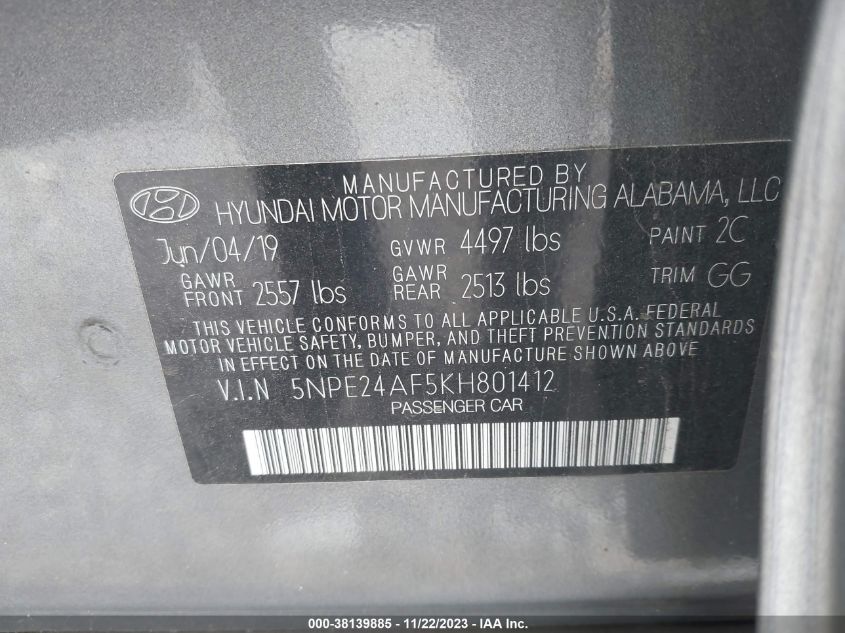 MANUFACTURED BY
HYUNDAI MOTOR MANUFACTURING ALABAMA, LLC
Jun/04/19 GVWR 4497 lbs PAINT 2C
GAWR FRONT 2557 lbs GAWR REAR 2513 lbs TRIM GG
THIS VEHICLE CONFORMS TO ALL APPLICABLE U.S.A. FEDERAL
MOTOR VEHICLE SAFETY, BUMPER, AND THEFT PREVENTION STANDARDS
IN EFFECT ON THE DATE OF MANUFACTURE SHOWN ABOVE
V.I.N 5NPE24AF5KH801412
PASSENGER CAR
000-38139885 - 11/22/2023 - IAA Inc.